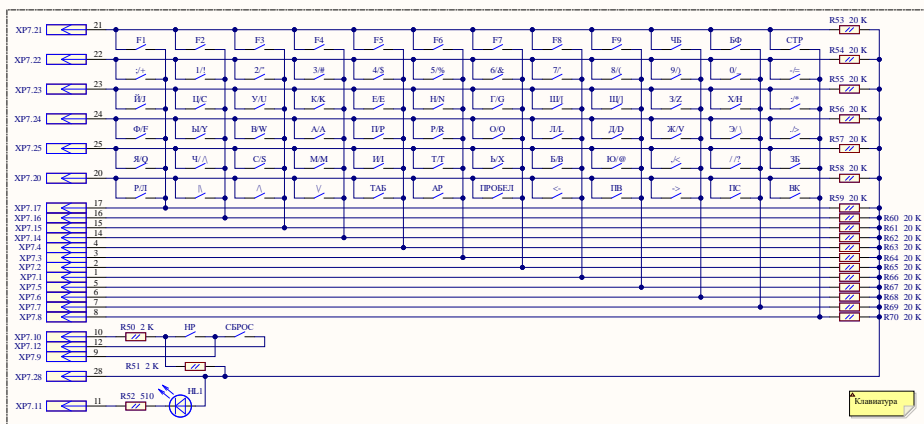 XP7.21 21 R53 20 K
F1 F2 F3 F4 F5 F6 F7 F8 F9 ЧБ БФ СТР
XP7.22 22 R54 20 K
;/+ 1/! 2/" 3/# 4/$ 5/% 6/& 7/' 8/( 9/) 0/_ -/=
XP7.23 23 R55 20 K
Й/J Ц/C У/U К/K Е/E Н/N Г/G Ш/[ Щ/] З/Z Х/H :/*
XP7.24 24 R56 20 K
Ф/F Ы/Y В/W А/A П/P Р/R О/O Л/L Д/D Ж/V Э/\ ./>
XP7.25 25 R57 20 K
Я/Q Ч/ /\ С/S М/M И/I Т/T Ь/X Б/B Ю/@ ,/< / /? ЗБ
XP7.20 20 R58 20 K
Р/Л |\ /\ \/ ТАБ АР ПРОБЕЛ <- ПВ -> ПС ВК
XP7.17 17 R59 20 K
XP7.16 16 R60 20 K
XP7.15 15 R61 20 K
XP7.14 14 R62 20 K
XP7.4 4 R63 20 K
XP7.3 3 R64 20 K
XP7.2 2 R65 20 K
XP7.1 1 R66 20 K
XP7.5 5 R67 20 K
XP7.6 6 R68 20 K
XP7.7 7 R69 20 K
XP7.8 8 R70 20 K
XP7.10 10 R50 2 K НР СБРОС
XP7.12 12
XP7.9 9
R51 2 K
XP7.28 28
HL1
XP7.11 11 R52 510
Клавиатура